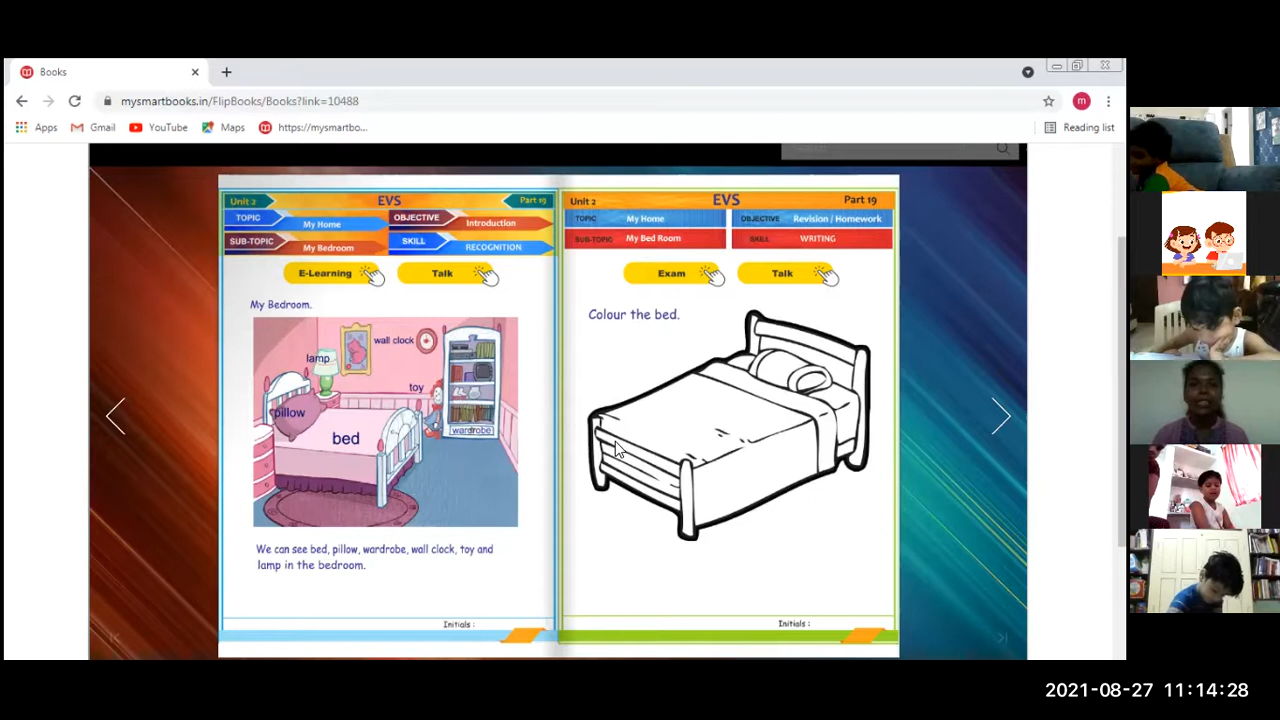 Books
mysmartbooks.in/FlipBooks/Books?link=10488
m
Apps Gmail YouTube Maps https://mysmartbo... Reading list
Unit 2 EVS Part 19
TOPIC My Home OBJECTIVE Introduction
SUB-TOPIC My Bedroom SKILL RECOGNITION
E-Learning Talk
My Bedroom.
wall clock
lamp
toy
pillow
wardrobe
bed
We can see bed, pillow, wardrobe, wall clock, toy and
lamp in the bedroom.
Initials :
Unit 2 EVS Part 19
TOPIC My Home OBJECTIVE Revision / Homework
SUB-TOPIC My Bed Room SKILL WRITING
Exam Talk
Colour the bed.
Initials :
2021-08-27 11:14:28